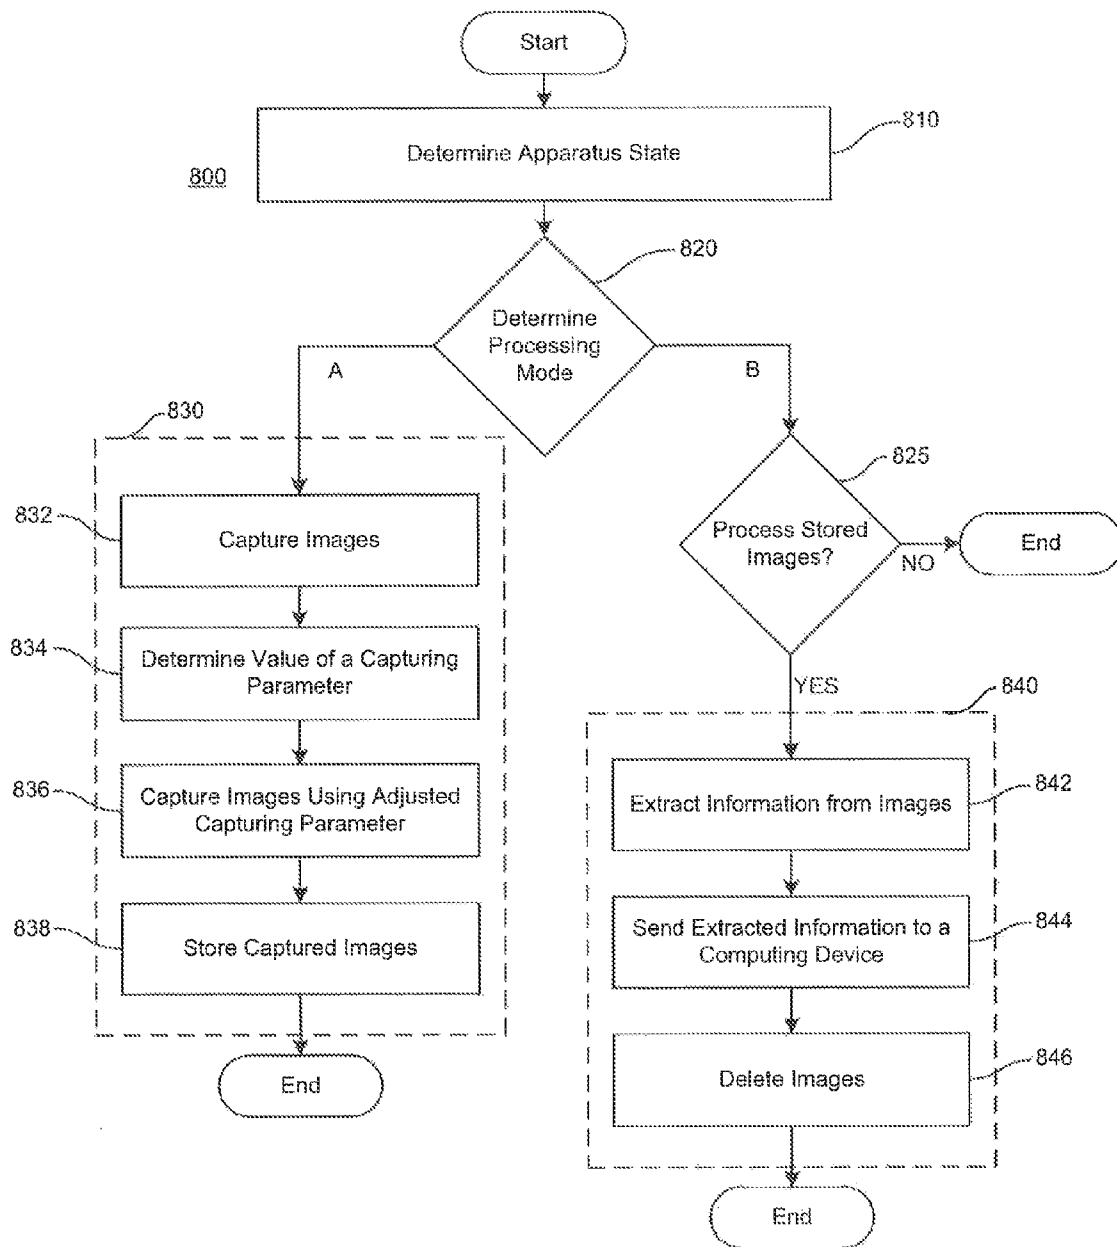 Start
810
Determine Apparatus State
800
820
Determine
Processing
Mode
A
B
830
825
832
Capture Images
Process Stored
Images?
NO
End
834
Determine Value of a Capturing
Parameter
YES
840
836
Capture Images Using Adjusted
Capturing Parameter
Extract Information from Images
842
838
Store Captured Images
Send Extracted Information to a
Computing Device
844
End
Delete Images
846
End